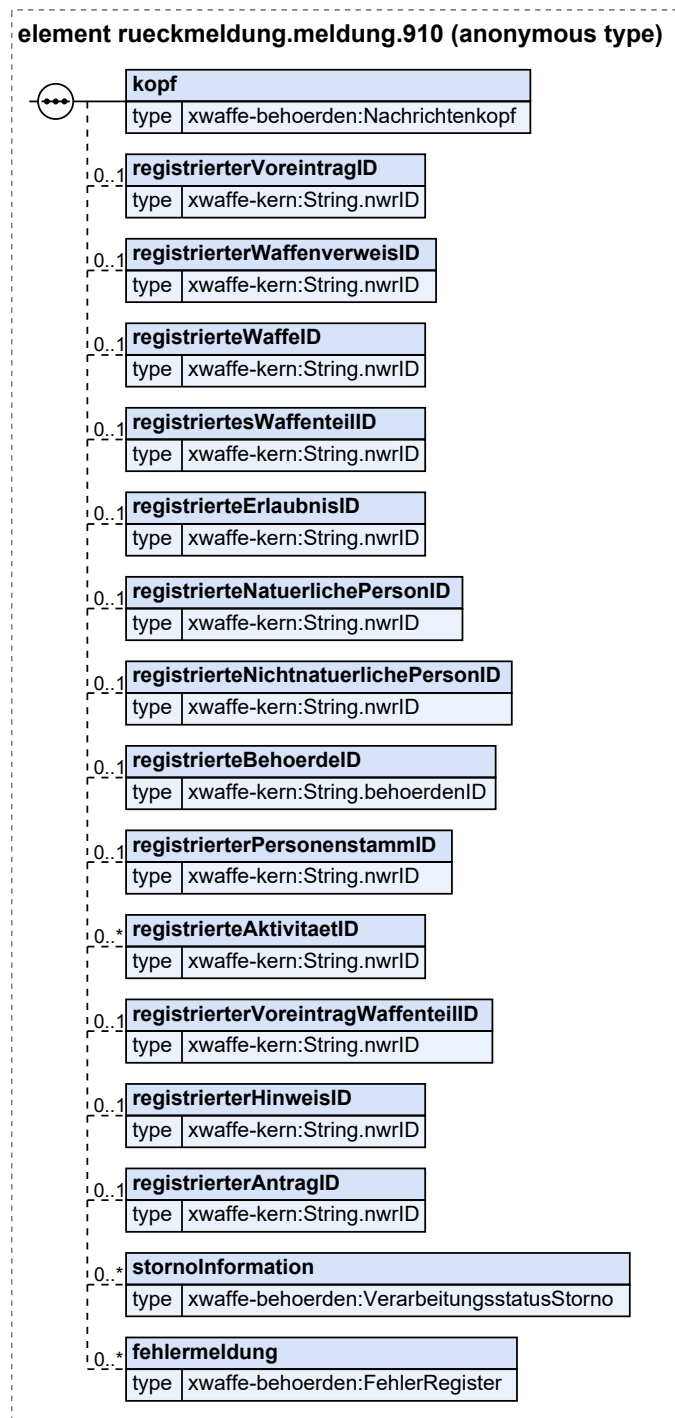 element rueckmeldung.meldung.910 (anonymous type)
kopf
type xwaffe-behoerden:Nachrichtenkopf
0..1 registrierterVoreintragID
type xwaffe-kern:String.nwrID
0..1 registrierterWaffenverweisID
type xwaffe-kern:String.nwrID
0..1 registrierteWaffeID
type xwaffe-kern:String.nwrID
0..1 registriertesWaffenteilID
type xwaffe-kern:String.nwrID
0..1 registrierteErlaubnisID
type xwaffe-kern:String.nwrID
0..1 registrierteNatuerlichePersonID
type xwaffe-kern:String.nwrID
0..1 registrierteNichtnatuerlichePersonID
type xwaffe-kern:String.nwrID
0..1 registrierteBehoerdeID
type xwaffe-kern:String.behoerdenID
0..1 registrierterPersonenstammID
type xwaffe-kern:String.nwrID
0..* registrierteAktivitaetID
type xwaffe-kern:String.nwrID
0..1 registrierterVoreintragWaffenteilID
type xwaffe-kern:String.nwrID
0..1 registrierterHinweisID
type xwaffe-kern:String.nwrID
0..1 registrierterAntragID
type xwaffe-kern:String.nwrID
0..* stornoInformation
type xwaffe-behoerden:VerarbeitungsstatusStorno
0..* fehlermeldung
type xwaffe-behoerden:FehlerRegister